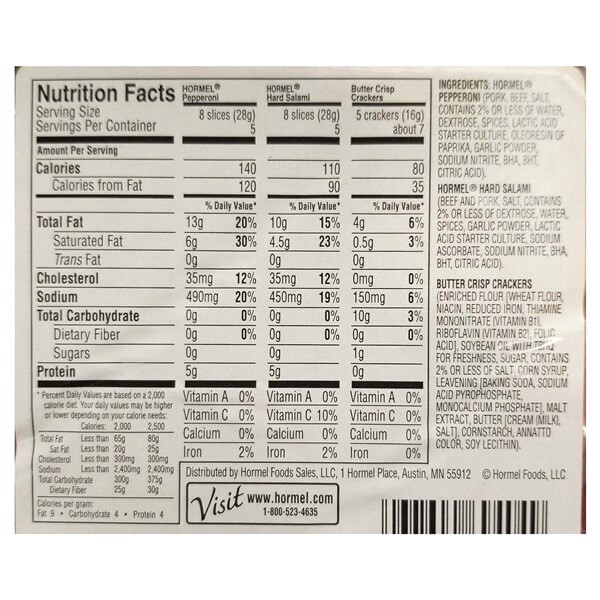 Nutrition Facts
Serving Size
Servings Per Container
HORMEL® Pepperoni
8 slices (28g)
5
HORMEL® Hard Salami
8 slices (28g)
5
Butter Crisp Crackers
5 crackers (16g)
about 7
Amount Per Serving
Calories 140 110 80
Calories from Fat 120 90 35
% Daily Value* % Daily Value* % Daily Value*
Total Fat 13g 20% 10g 15% 4g 6%
Saturated Fat 6g 30% 4.5g 23% 0.5g 3%
Trans Fat 0g 0g 0g
Cholesterol 35mg 12% 35mg 12% 0mg 0%
Sodium 490mg 20% 450mg 19% 150mg 6%
Total Carbohydrate 0g 0% 0g 0% 10g 3%
Dietary Fiber 0g 0% 0g 0% 0g 0%
Sugars 0g 0g 1g
Protein 5g 5g 0g
Vitamin A 0% Vitamin A 0% Vitamin A 0%
Vitamin C 0% Vitamin C 10% Vitamin C 0%
Calcium 0% Calcium 0% Calcium 0%
Iron 2% Iron 2% Iron 2%
* Percent Daily Values are based on a 2,000
calorie diet. Your daily values may be higher
or lower depending on your calorie needs.
Calories: 2,000 2,500
Total Fat Less than 65g 80g
Sat Fat Less than 20g 25g
Cholesterol Less than 300mg 300mg
Sodium Less than 2,400mg 2,400mg
Total Carbohydrate 300g 375g
Dietary Fiber 25g 30g
Calories per gram:
Fat 9 • Carbohydrate 4 • Protein 4
Distributed by Hormel Foods Sales, LLC, 1 Hormel Place, Austin, MN 55912 © Hormel Foods, LLC
Visit www.hormel.com
1-800-523-4635
INGREDIENTS: HORMEL®
PEPPERONI (PORK, BEEF, SALT,
CONTAINS 2% OR LESS OF WATER,
DEXTROSE, SPICES, LACTIC ACID
STARTER CULTURE, OLEORESIN OF
PAPRIKA, GARLIC POWDER,
SODIUM NITRITE, BHA, BHT,
CITRIC ACID).
HORMEL® HARD SALAMI
(BEEF AND PORK, SALT, CONTAINS
2% OR LESS OF DEXTROSE, WATER,
SPICES, GARLIC POWDER, LACTIC
ACID STARTER CULTURE, SODIUM
ASCORBATE, SODIUM NITRITE, BHA,
BHT, CITRIC ACID).
BUTTER CRISP CRACKERS
(ENRICHED FLOUR [WHEAT FLOUR,
NIACIN, REDUCED IRON, THIAMINE
MONONITRATE (VITAMIN B1),
RIBOFLAVIN (VITAMIN B2), FOLIC
ACID], SOYBEAN OIL WITH TBHQ
FOR FRESHNESS, SUGAR, CONTAINS
2% OR LESS OF SALT, CORN SYRUP,
LEAVENING [BAKING SODA, SODIUM
ACID PYROPHOSPHATE,
MONOCALCIUM PHOSPHATE], MALT
EXTRACT, BUTTER [CREAM (MILK),
SALT], CORNSTARCH, ANNATTO
COLOR, SOY LECITHIN).